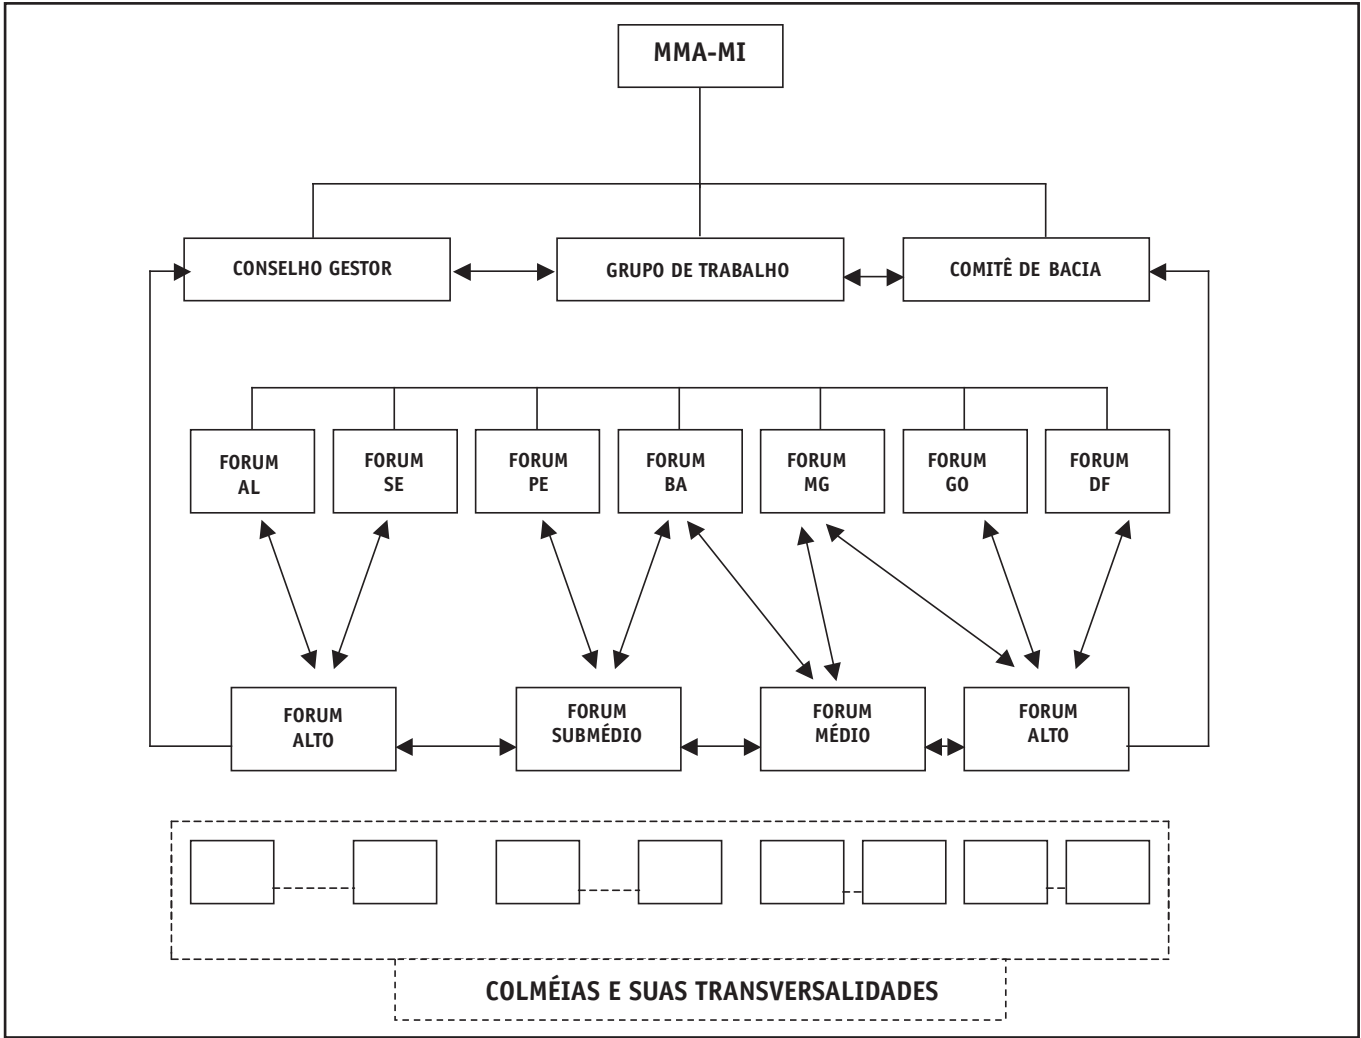 MMA-MI
CONSELHO GESTOR
GRUPO DE TRABALHO
COMITÊ DE BACIA
FORUM
AL
FORUM
SE
FORUM
PE
FORUM
BA
FORUM
MG
FORUM
GO
FORUM
DF
FORUM
ALTO
FORUM
SUBMÉDIO
FORUM
MÉDIO
FORUM
ALTO
COLMÉIAS E SUAS TRANSVERSALIDADES